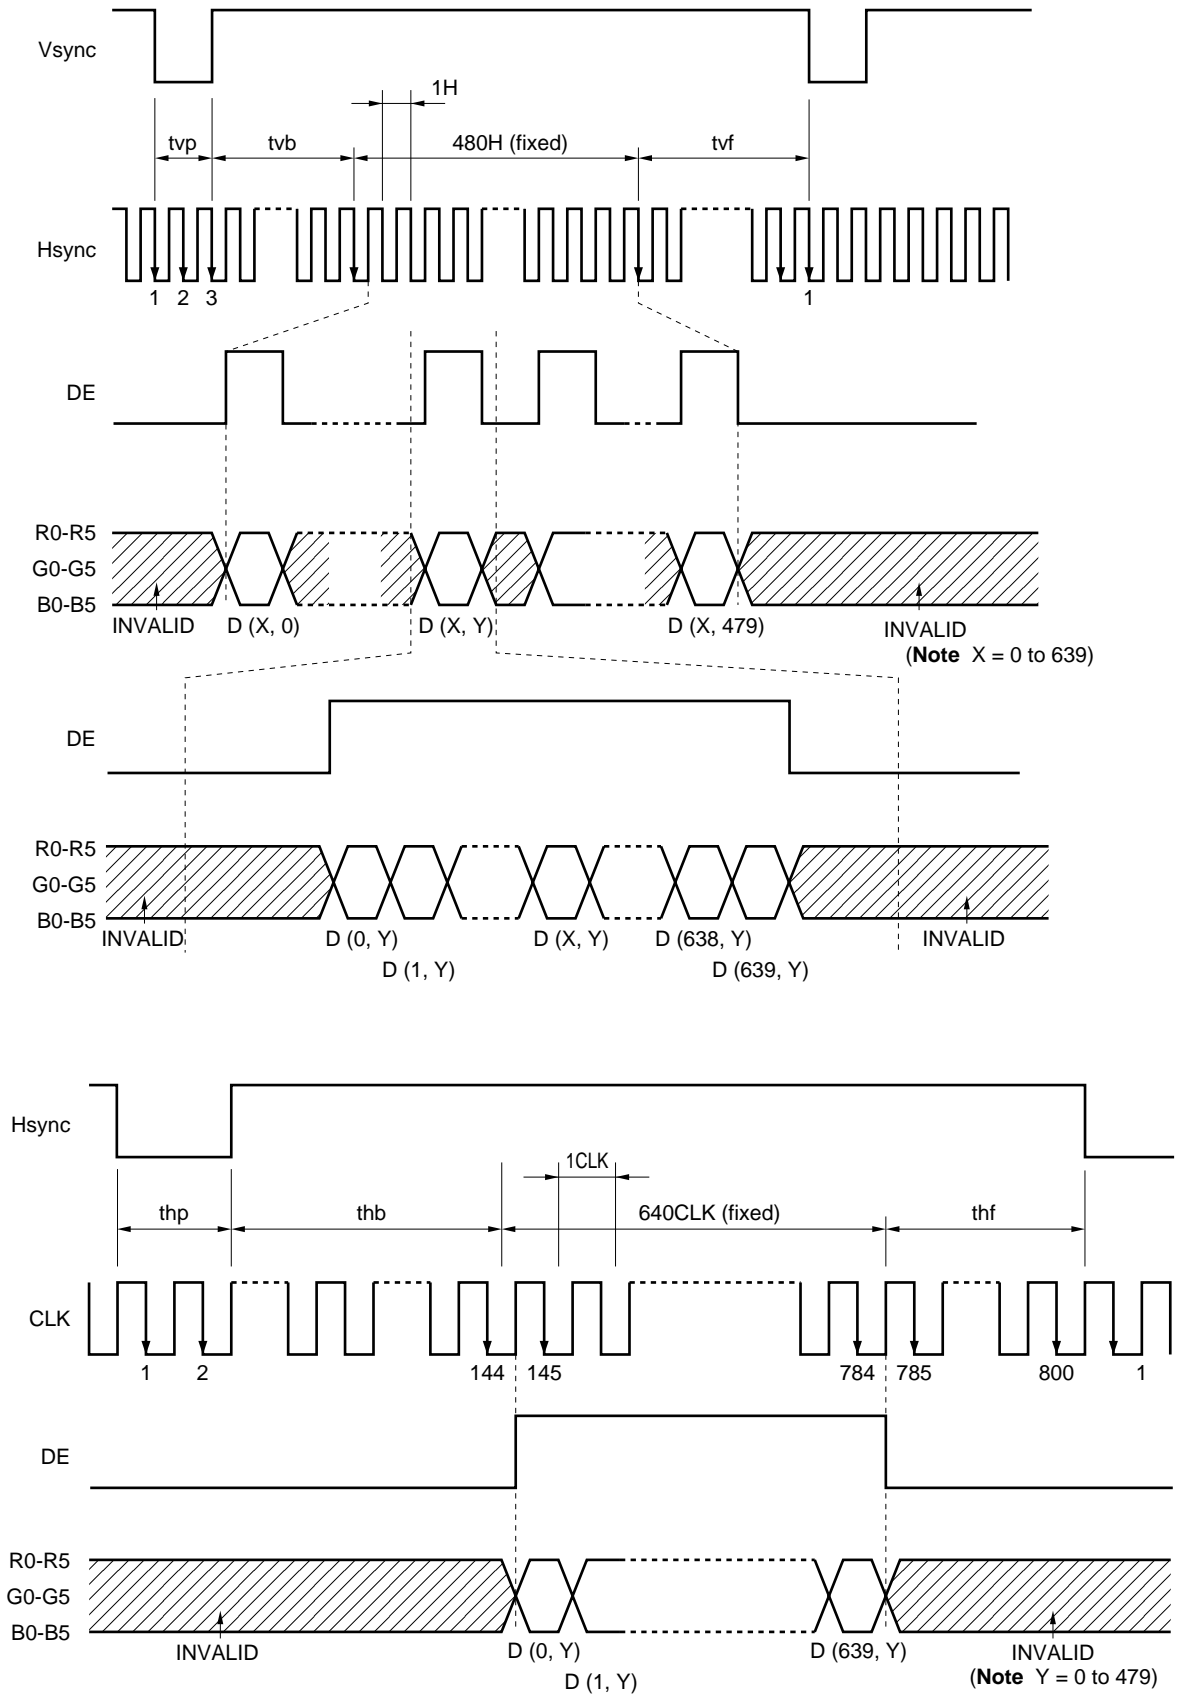 Vsync
1H
tvp tvb 480H (fixed) tvf
Hsync
1 2 3 1
DE
R0-R5
G0-G5
B0-B5
INVALID D (X, 0) D (X, Y) D (X, 479) INVALID
(Note X = 0 to 639)
DE
R0-R5
G0-G5
B0-B5
INVALID D (0, Y) D (X, Y) D (638, Y) INVALID
D (1, Y) D (639, Y)
Hsync
1CLK
thp thb 640CLK (fixed) thf
CLK
1 2 144 145 784 785 800 1
DE
R0-R5
G0-G5
B0-B5
INVALID D (0, Y) D (639, Y) INVALID
D (1, Y) (Note Y = 0 to 479)